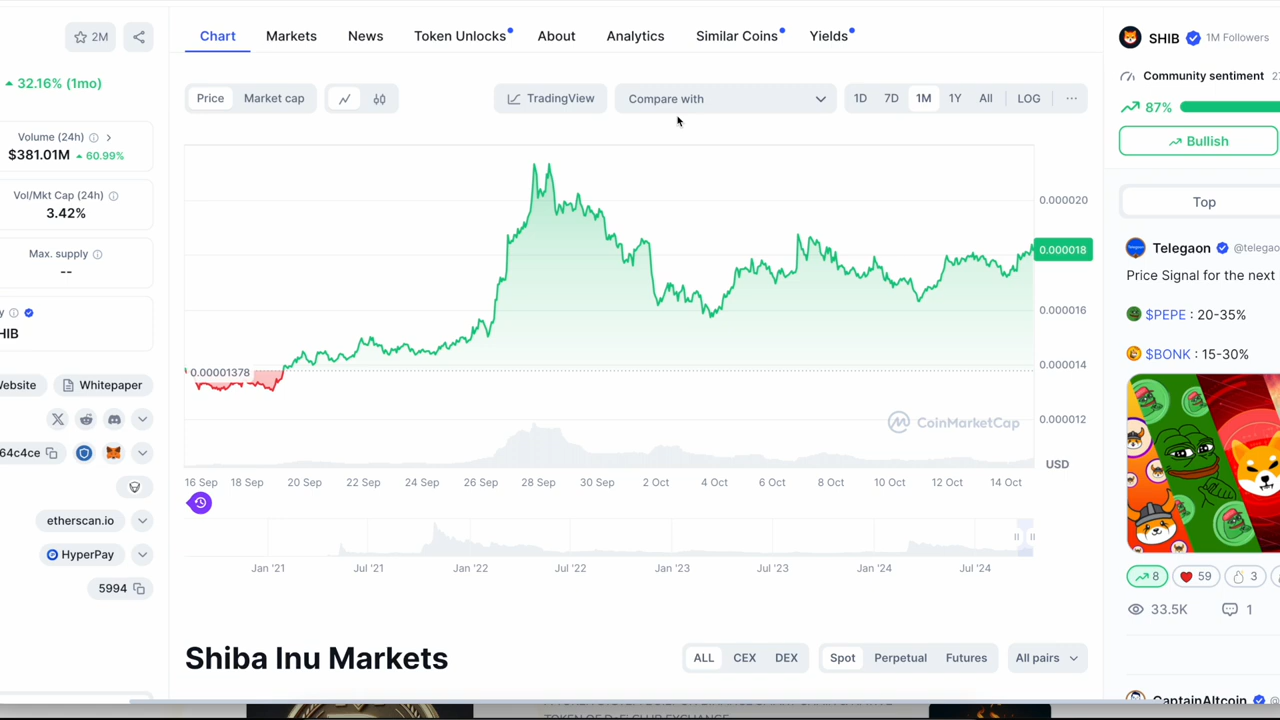 2M
32.16% (1mo)
Volume (24h)
$381.01M 60.99%
Vol/Mkt Cap (24h)
3.42%
Max. supply
--
HIB
Website
Whitepaper
64c4ce
etherscan.io
HyperPay
5994
Chart
Markets
News
Token Unlocks
About
Analytics
Similar Coins
Yields
Price
Market cap
TradingView
Compare with
1D
7D
1M
1Y
All
LOG
...
0.000020
0.000018
0.000016
0.000014
0.000012
0.00001378
CoinMarketCap
USD
16 Sep
18 Sep
20 Sep
22 Sep
24 Sep
26 Sep
28 Sep
30 Sep
2 Oct
4 Oct
6 Oct
8 Oct
10 Oct
12 Oct
14 Oct
Jan '21
Jul '21
Jan '22
Jul '22
Jan '23
Jul '23
Jan '24
Jul '24
Shiba Inu Markets
ALL
CEX
DEX
Spot
Perpetual
Futures
All pairs
SHIB 1M Followers
Community sentiment 27
87%
Bullish
Top
Telegaon @telegao
Price Signal for the next
$PEPE : 20-35%
$BONK : 15-30%
8
59
3
33.5K
1
CaptainAltcoin @
TOKEN OF DeFi CLUB EXCHANGE